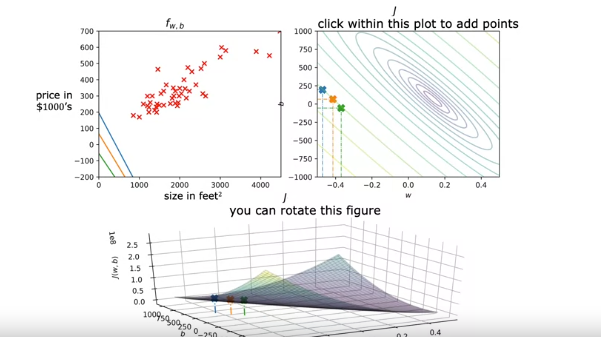 f w,b
J
click within this plot to add points
700
600
500
400
300
200
100
0
−100
−200
price in
$1000's
0 1000 2000 3000 4000
size in feet²
1000
750
500
250
0
−250
−500
−750
−1000
b
−0.4 −0.2 0.0 0.2 0.4
w
J
you can rotate this figure
1e8
J(w, b)
2.5
2.0
1.5
1.0
0.5
0.0
1000
750
500
250
0
−250
b
0.2
0.4